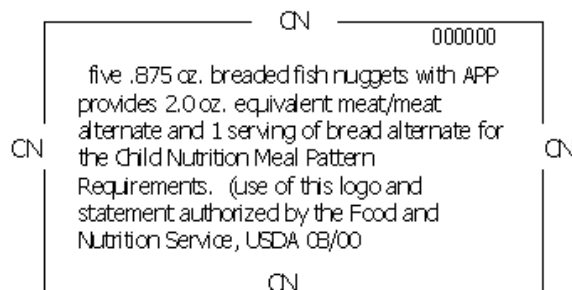 CN
000000
five .875 oz. breaded fish nuggets with APP
provides 2.0 oz. equivalent meat/meat
alternate and 1 serving of bread alternate for
CN CN
the Child Nutrition Meal Pattern
Requirements. (use of this logo and
statement authorized by the Food and
Nutrition Service, USDA 03/00
CN